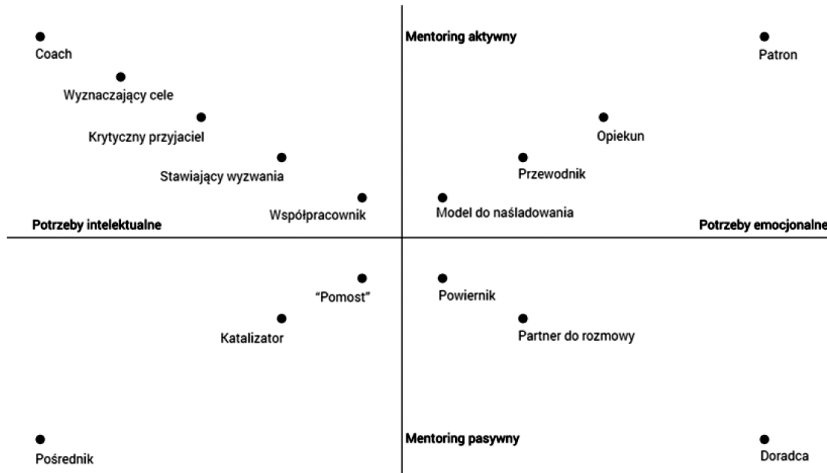 Mentoring aktywny
Coach
Patron
Wyznaczający cele
Krytyczny przyjaciel
Opiekun
Stawiający wyzwania
Przewodnik
Współpracownik
Model do naśladowania
Potrzeby intelektualne
Potrzeby emocjonalne
“Pomost”
Powiernik
Katalizator
Partner do rozmowy
Mentoring pasywny
Pośrednik
Doradca